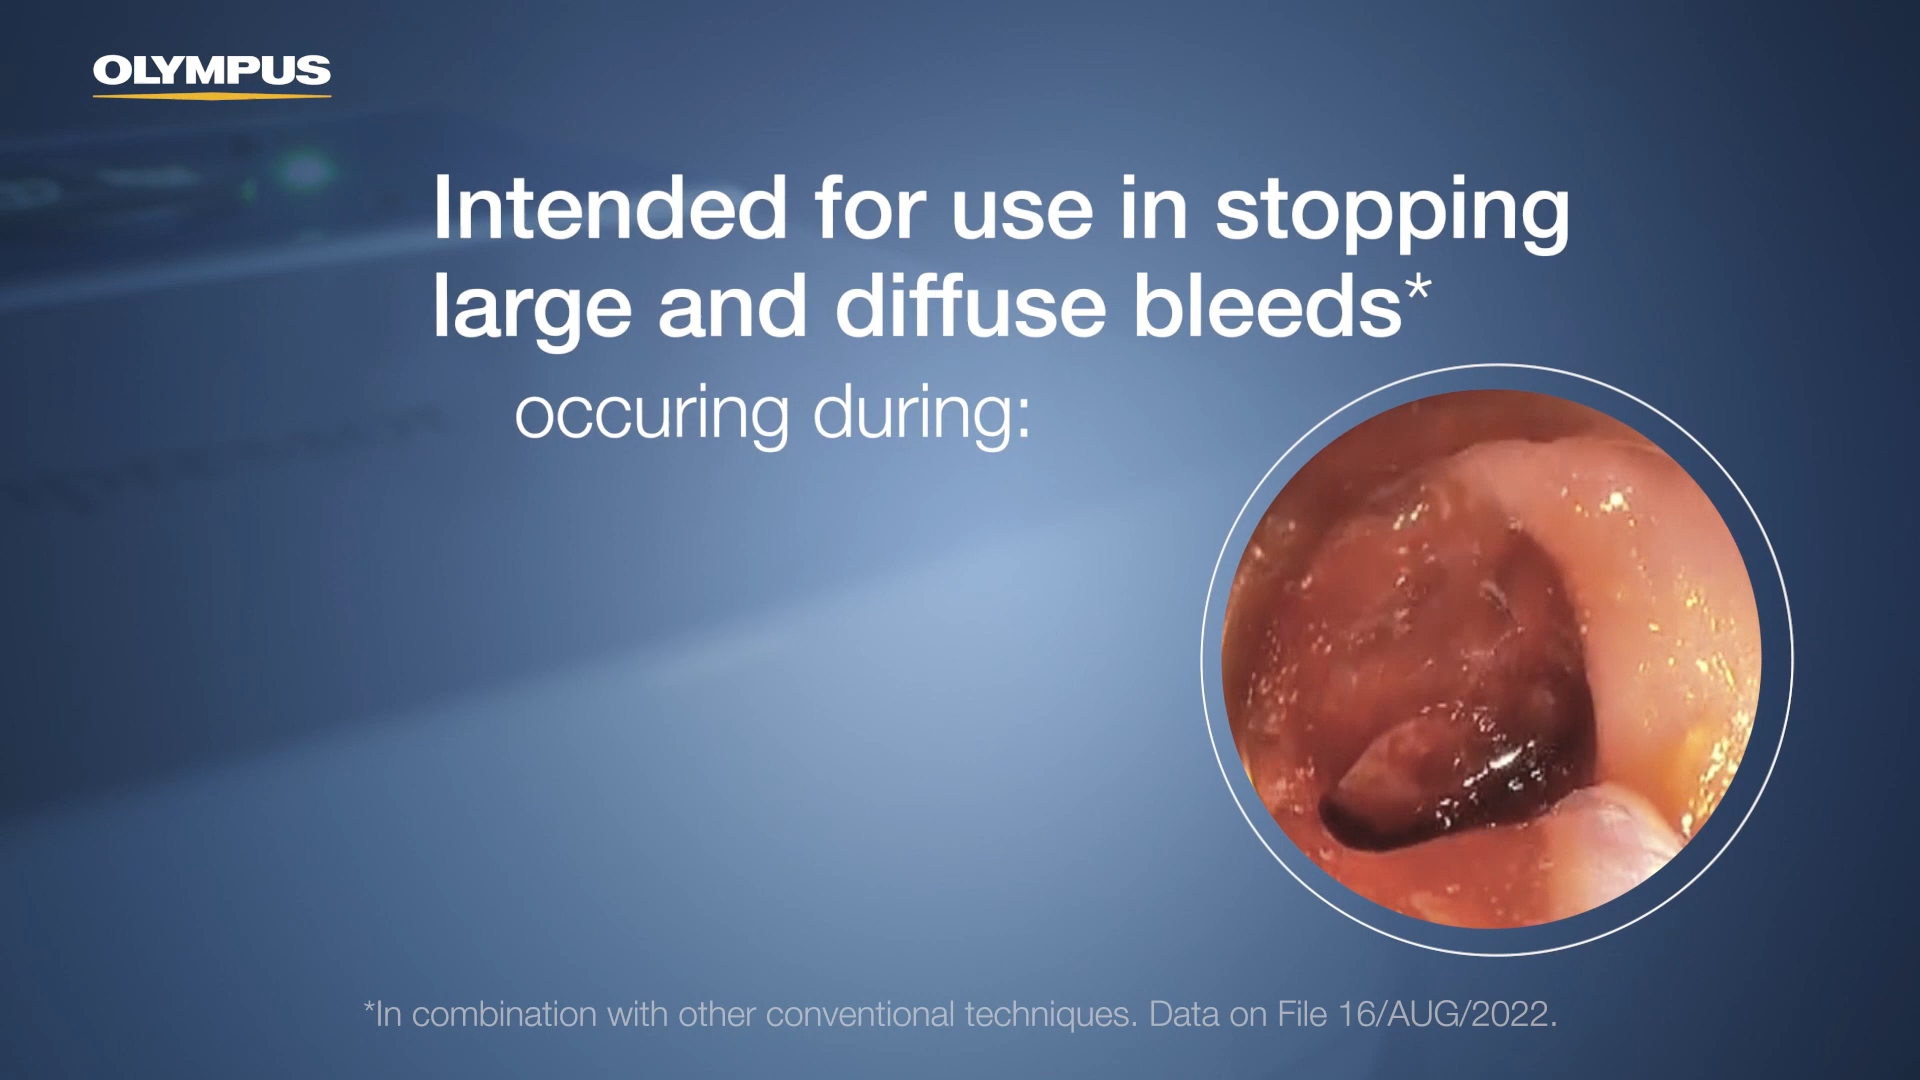 OLYMPUS
Intended for use in stopping
large and diffuse bleeds*
occuring during:
*In combination with other conventional techniques. Data on File 16/AUG/2022.